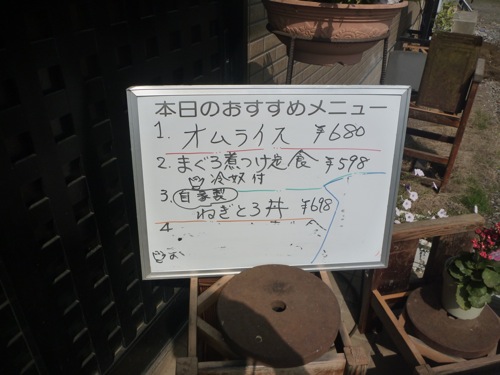 本日のおすすめメニュー
1. オムライス ¥680
2. まぐろ煮つけ定食 ¥598
冷奴付
3. 自家製
ねぎとろ丼 ¥698
4